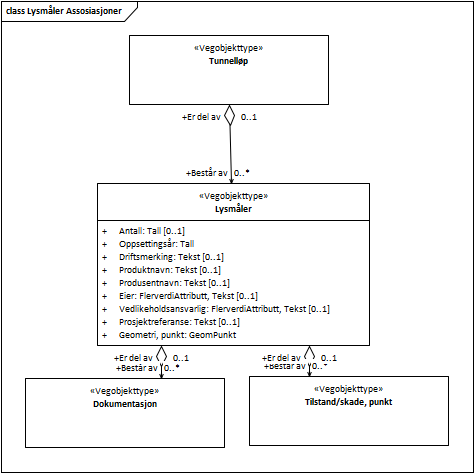 class Lysmåler Assosiasjoner
«Vegobjekttype»
Tunnelløp
+Er del av 0..1
+Består av 0..*
«Vegobjekttype»
Lysmåler
+ Antall: Tall [0..1]
+ Oppsettingsår: Tall
+ Driftsmerking: Tekst [0..1]
+ Produktnavn: Tekst [0..1]
+ Produsentnavn: Tekst [0..1]
+ Eier: FlerverdiAttributt, Tekst [0..1]
+ Vedlikeholdsansvarlig: FlerverdiAttributt, Tekst [0..1]
+ Prosjektreferanse: Tekst [0..1]
+ Geometri, punkt: GeomPunkt
+Er del av 0..1
+Består av 0..*
+Er del av 0..1
+Består av 0..*
«Vegobjekttype»
Dokumentasjon
«Vegobjekttype»
Tilstand/skade, punkt